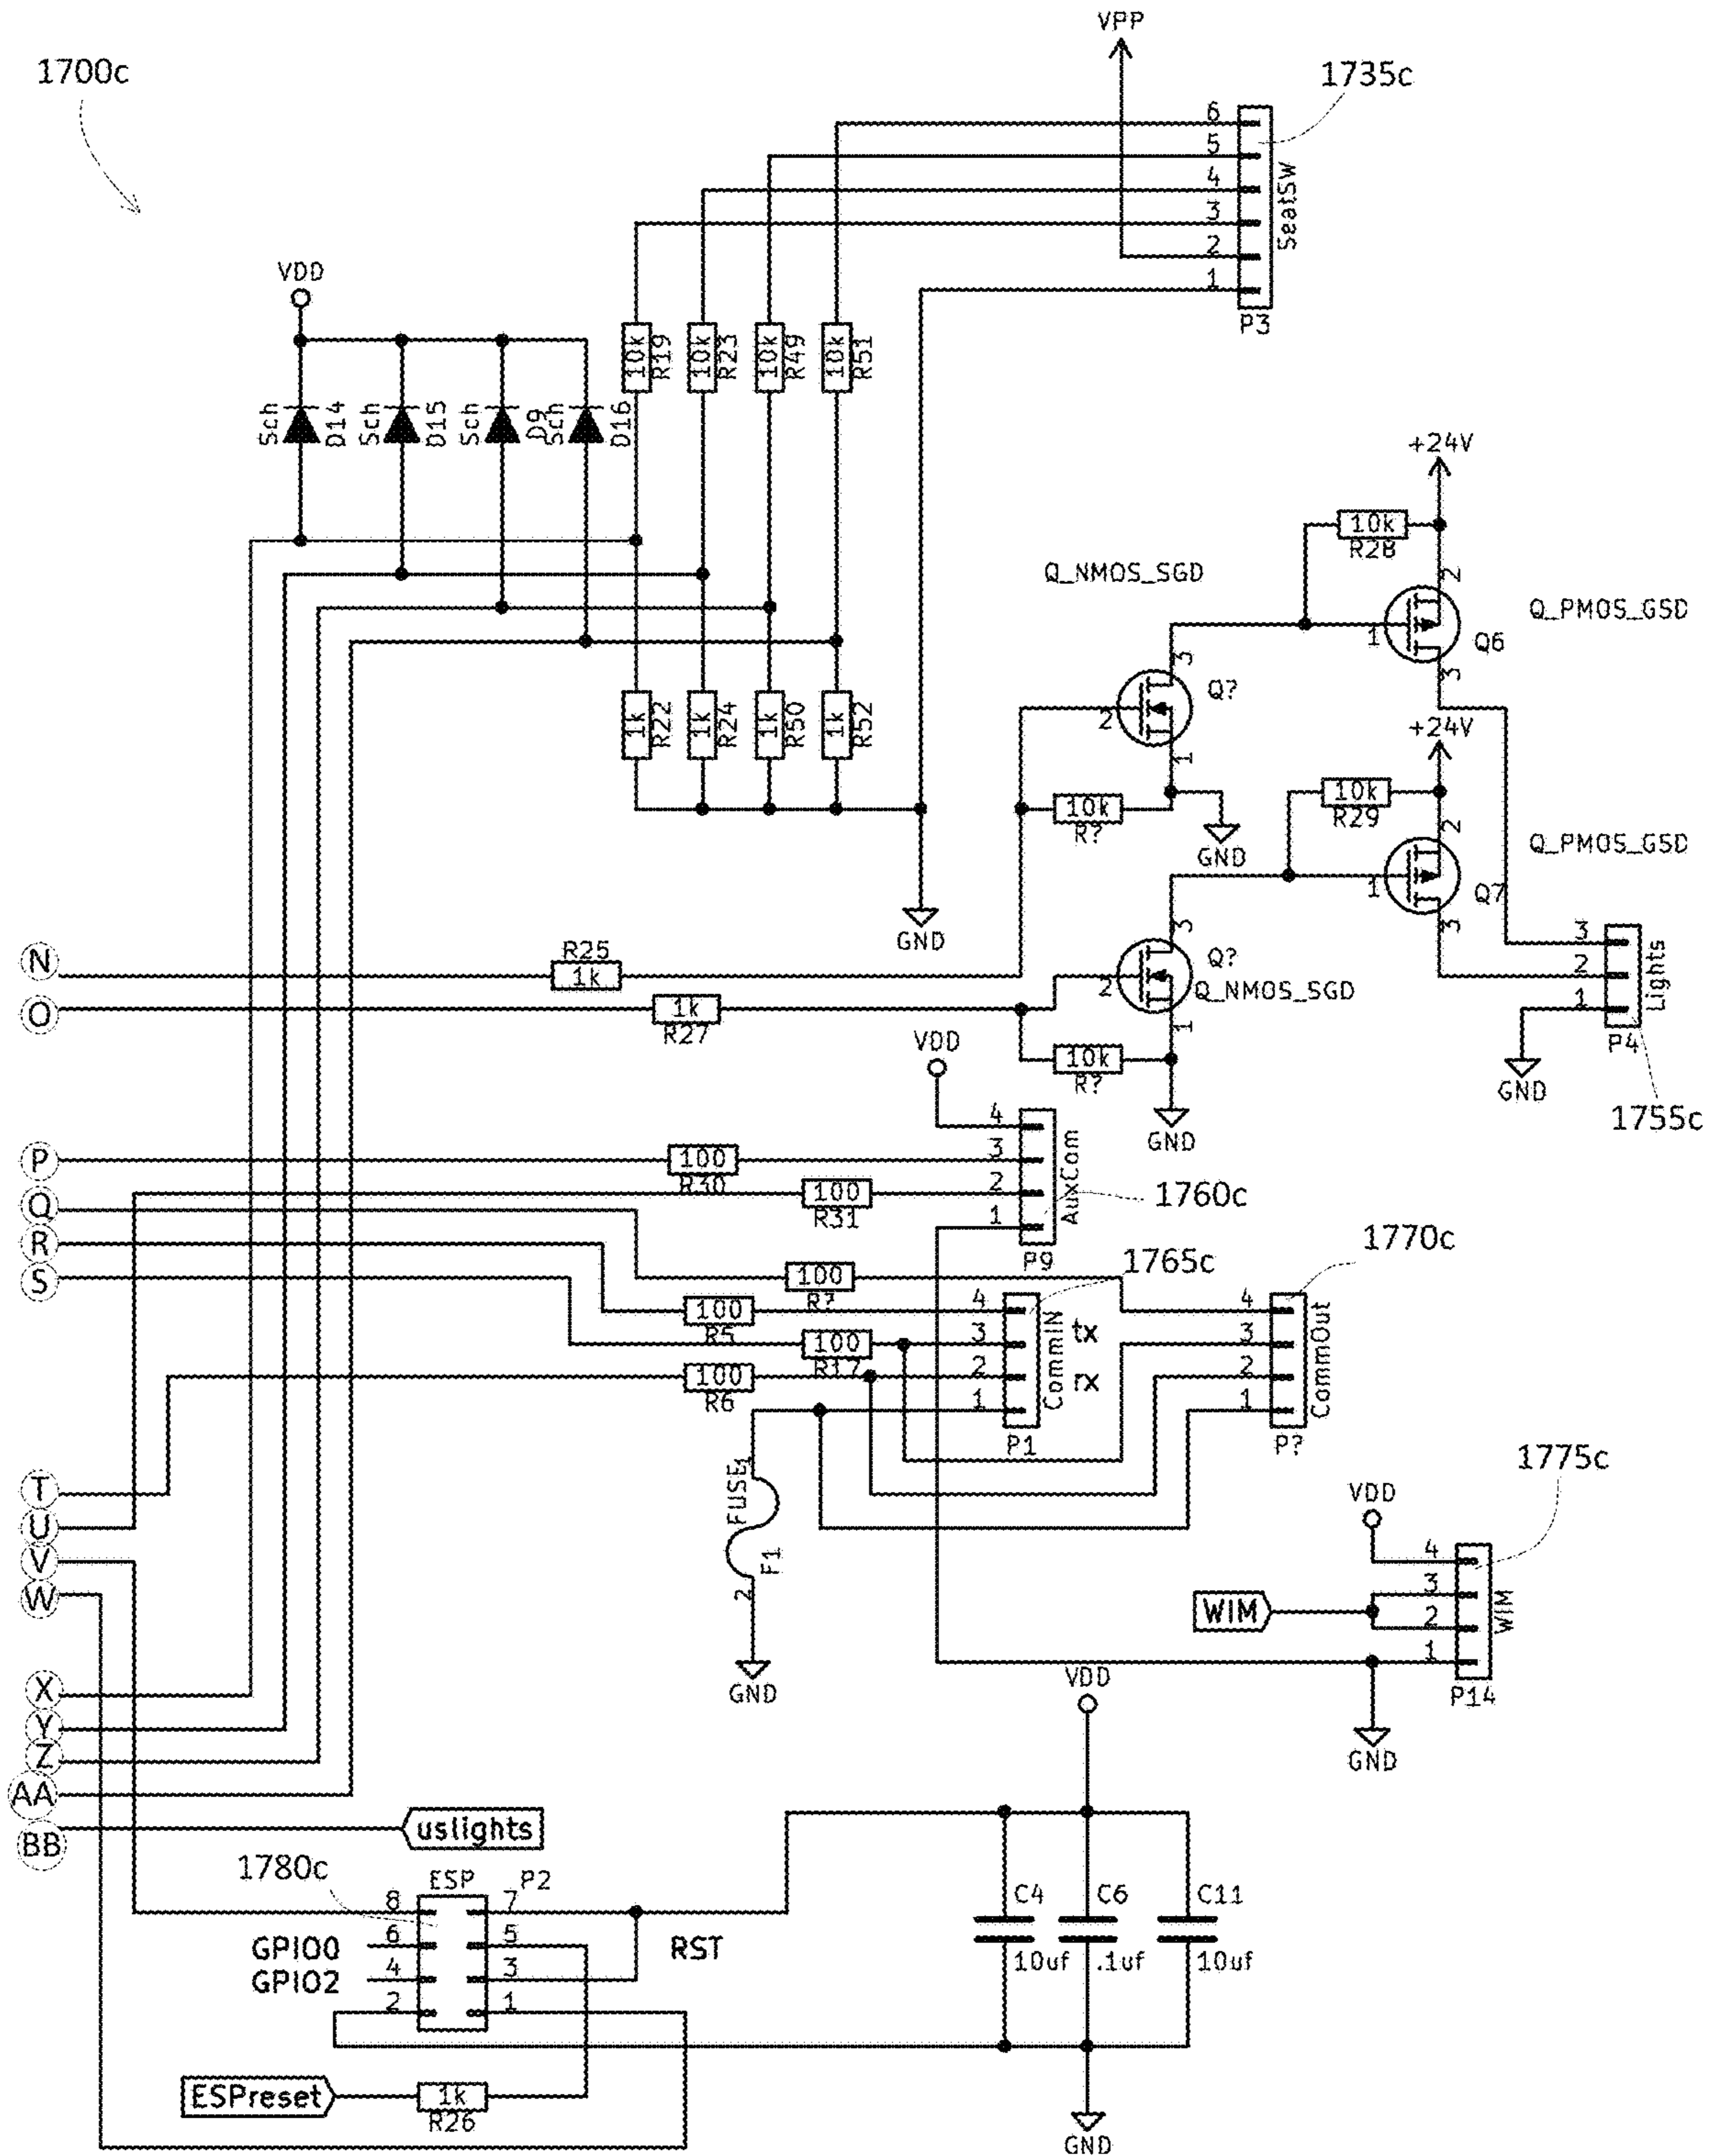 VPP
1700c
1735c
6
5
4
3
2
1
SeatSW
P3
VDD
10k
R19
10k
R23
10k
R49
10k
R51
Sch
D14
Sch
D15
Sch
D9
Sch
D16
+24V
10k
R28
Q_NMOS_SGD
2
Q_PMOS_GSD
1
Q6
3
3
Q?
2
1
1k
R22
1k
R24
1k
R50
1k
R52
+24V
10k
R?
GND
10k
R29
2
Q_PMOS_GSD
1
Q7
3
GND
N
R25
1k
3
Q?
2
Q_NMOS_SGD
1
3
2
1
Lights
P4
O
1k
R27
VDD
10k
R?
GND
GND
1755c
P
100
R30
4
3
2
1
AuxCom
P9
1760c
Q
100
R31
R
S
1765c
1770c
100
R?
100
R5
100
R17
100
R6
4
3
2
1
CommIN
tx
rx
P1
4
3
2
1
CommOut
P?
1
FUSE
F1
2
GND
1775c
VDD
T
U
V
W
WIM
4
3
2
1
WIM
P14
GND
X
Y
Z
AA
BB
uslights
VDD
1780c
ESP
P2
8
7
6
5
4
3
2
1
GPIO0
GPIO2
RST
C4
10uf
C6
.1uf
C11
10uf
ESPreset
1k
R26
GND